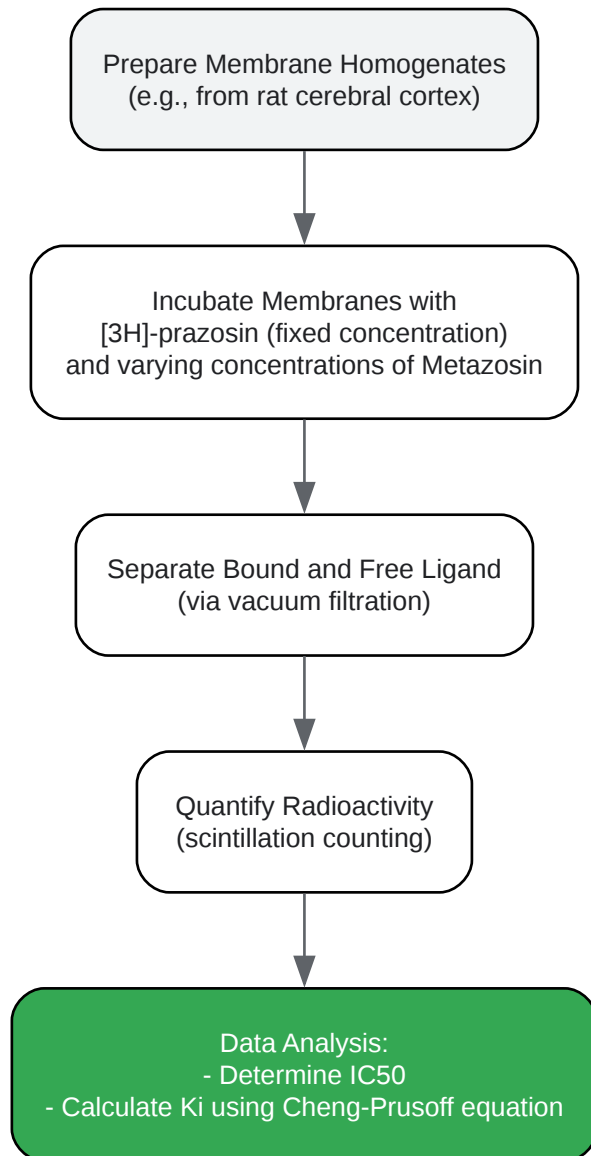 Prepare Membrane Homogenates
(e.g., from rat cerebral cortex)
Incubate Membranes with
[3H]-prazosin (fixed concentration)
and varying concentrations of Metazosin
Separate Bound and Free Ligand
(via vacuum filtration)
Quantify Radioactivity
(scintillation counting)
Data Analysis:
- Determine IC50
- Calculate Ki using Cheng-Prusoff equation